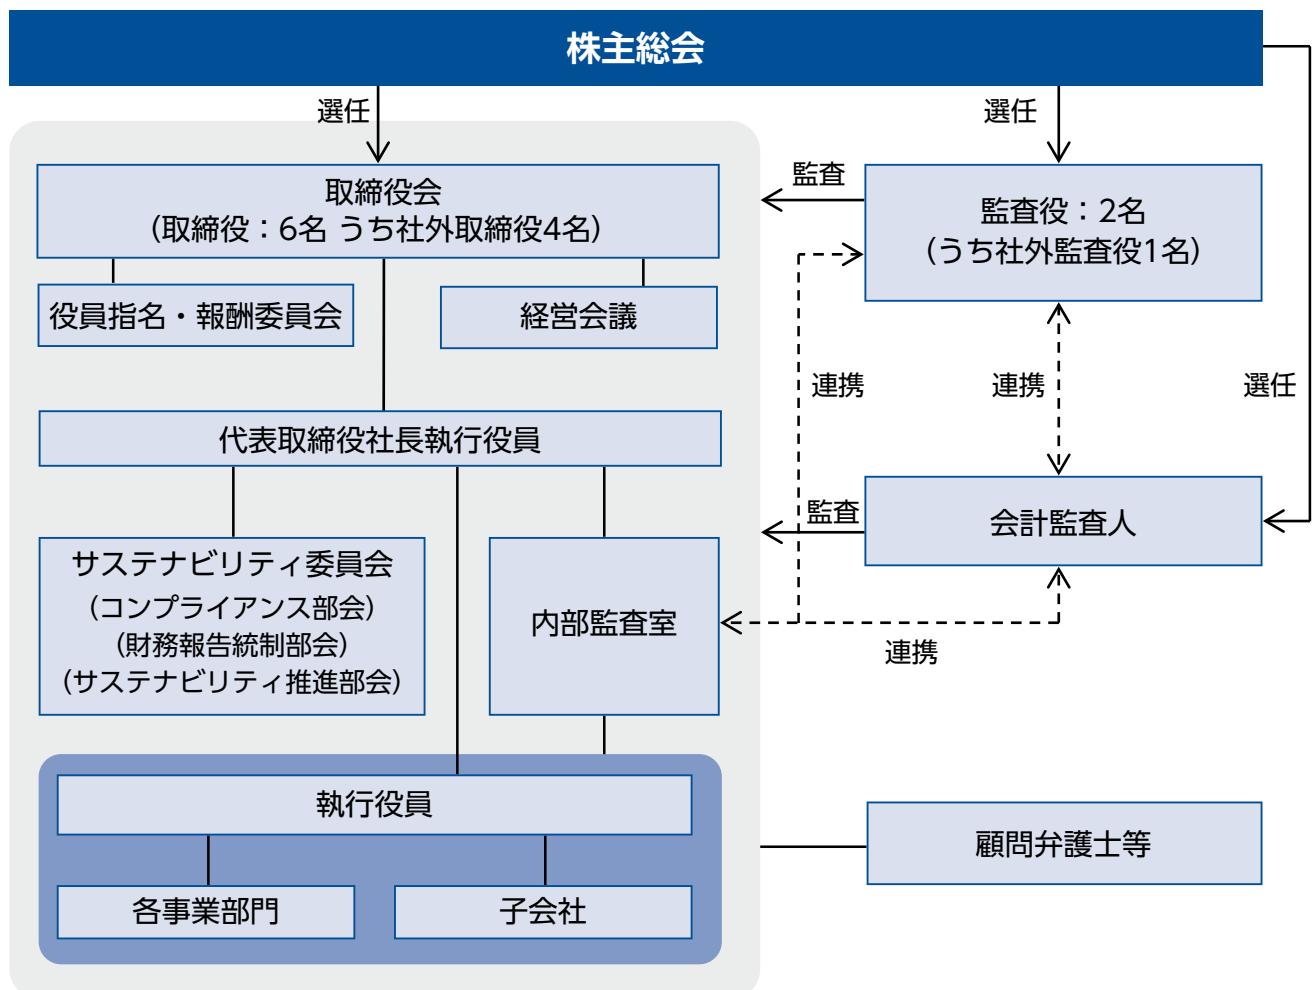 株主総会
選任
選任
取締役会
（取締役：6名 うち社外取締役4名）
監査
監査役：2名
（うち社外監査役1名）
役員指名・報酬委員会
経営会議
連携
連携
選任
代表取締役社長執行役員
監査
会計監査人
サステナビリティ委員会
（コンプライアンス部会）
（財務報告統制部会）
（サステナビリティ推進部会）
内部監査室
連携
執行役員
顧問弁護士等
各事業部門
子会社